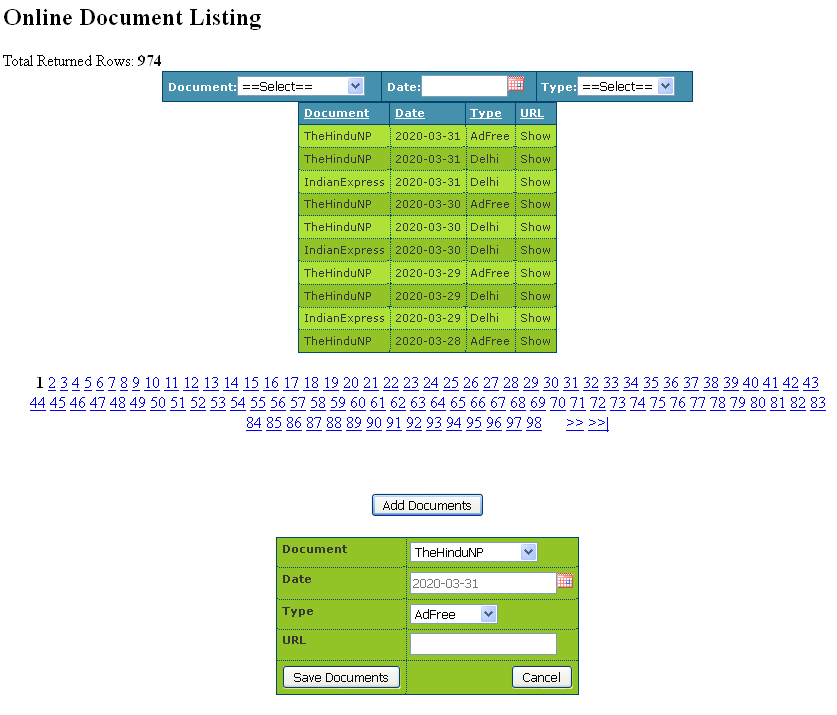 Online Document Listing
Total Returned Rows: 974
Document: ==Select== Date: Type: ==Select==
Document Date Type URL
TheHinduNP 2020-03-31 AdFree Show
TheHinduNP 2020-03-31 Delhi Show
IndianExpress 2020-03-31 Delhi Show
TheHinduNP 2020-03-30 AdFree Show
TheHinduNP 2020-03-30 Delhi Show
IndianExpress 2020-03-30 Delhi Show
TheHinduNP 2020-03-29 AdFree Show
TheHinduNP 2020-03-29 Delhi Show
IndianExpress 2020-03-29 Delhi Show
TheHinduNP 2020-03-28 AdFree Show
1 2 3 4 5 6 7 8 9 10 11 12 13 14 15 16 17 18 19 20 21 22 23 24 25 26 27 28 29 30 31 32 33 34 35 36 37 38 39 40 41 42 43
44 45 46 47 48 49 50 51 52 53 54 55 56 57 58 59 60 61 62 63 64 65 66 67 68 69 70 71 72 73 74 75 76 77 78 79 80 81 82 83
84 85 86 87 88 89 90 91 92 93 94 95 96 97 98 >> >>|
Add Documents
Document TheHinduNP
Date 2020-03-31
Type AdFree
URL
Save Documents Cancel